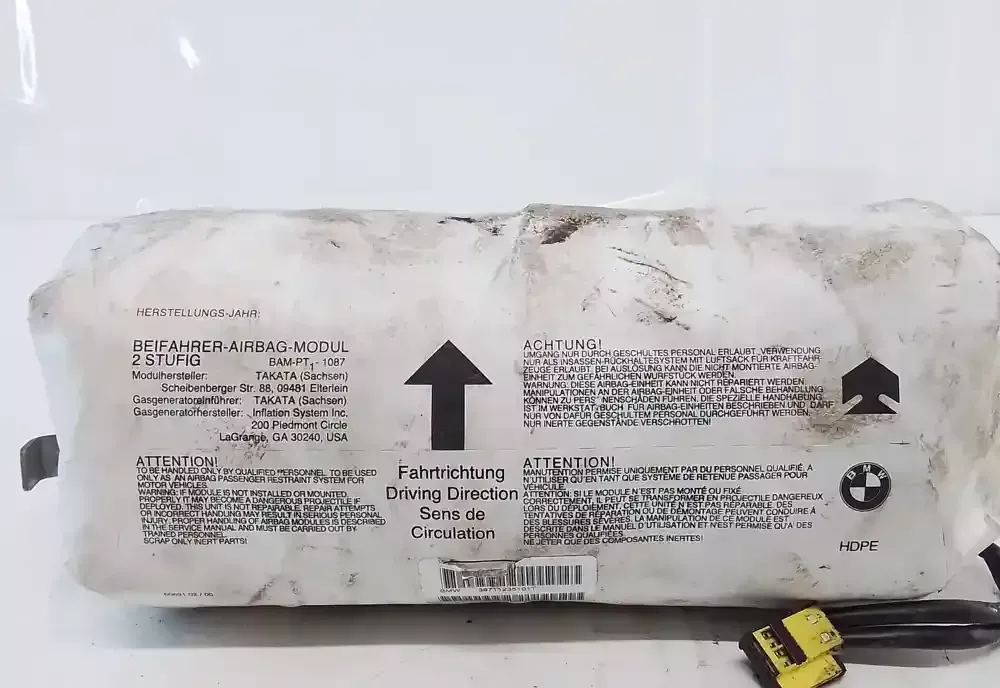 HERSTELLUNGS-JAHR:
BEIFAHRER-AIRBAG-MODUL
2 STUFIG BAM-PT1- 1087
Modulhersteller: TAKATA (Sachsen)
Scheibenberger Str. 88, 09481 Elterlein
Gasgeneratoreinführer: TAKATA (Sachsen)
Gasgeneratorhersteller: Inflation System Inc.
200 Piedmont Circle
LaGrange, GA 30240, USA
ATTENTION!
TO BE HANDLED ONLY BY QUALIFIED PERSONNEL. TO BE USED
ONLY AS AN AIRBAG PASSENGER RESTRAINT SYSTEM FOR
MOTOR VEHICLES.
WARNING: IF MODULE IS NOT INSTALLED OR MOUNTED
PROPERLY, IT MAY BECOME A DANGEROUS PROJECTILE IF
DEPLOYED. THIS UNIT IS NOT REPAIRABLE. REPAIR ATTEMPTS
OR INCORRECT HANDLING MAY RESULT IN SERIOUS PERSONAL
INJURY. PROPER HANDLING OF AIRBAG MODULES IS DESCRIBED
IN THE SERVICE MANUAL AND MUST BE CARRIED OUT BY
TRAINED PERSONNEL.
SCRAP ONLY INERT PARTS!
Fahrtrichtung
Driving Direction
Sens de
Circulation
ACHTUNG!
UMGANG NUR DURCH GESCHULTES PERSONAL ERLAUBT. VERWENDUNG
NUR ALS INSASSEN-RÜCKHALTESYSTEM MIT LUFTSACK FÜR KRAFTFAHR-
ZEUGE ERLAUBT. BEI AUSLÖSUNG KANN DIE NICHT MONTIERTE AIRBAG-
EINHEIT ZUM GEFÄHRLICHEN WURFSTÜCK WERDEN.
WARNUNG: DIESE AIRBAG-EINHEIT KANN NICHT REPARIERT WERDEN.
MANIPULATIONEN AN DER AIRBAG-EINHEIT ODER FALSCHE BEHANDLUNG
KÖNNEN ZU PERS NENSCHÄDEN FÜHREN. DIE SPEZIELLE HANDHABUNG
IST IM WERKSTATTBUCH FÜR AIRBAG-EINHEITEN BESCHRIEBEN UND DARF
NUR VON DAFÜR GESCHULTEM PERSONAL DURCHGEFÜHRT WERDEN.
NUR INERTE GEGENSTÄNDE VERSCHROTTEN!
ATTENTION!
MANUTENTION PERMISE UNIQUEMENT PAR DU PERSONNEL QUALIFIÉ. A
N'UTILISER QU'EN TANT QUE SYSTEME DE RETENUE PASSAGER POUR
VÉHICULE.
ATTENTION: SI LE MODULE N'EST PAS MONTÉ OU FIXÉ
CORRECTEMENT, IL PEUT SE TRANSFORMER EN PROJECTILE DANGEREUX
LORS DU DÉPLOIEMENT. CETTE UNITÉ N'EST PAS RÉPARABLE. DES
TENTATIVES DE RÉPARATION OU DE DÉMONTAGE PEUVENT CONDUIRE À
DES BLESSURES SÉVÈRES. LA MANIPULATION DE CE MODULE EST
DÉCRITE DANS LE MANUEL D'UTILISATION ET N'EST PERMISE QU'À DES
PERSONNES QUALIFIÉES.
NE JETER QUE DES COMPOSANTES INERTES!
BMW
HDPE
BMW